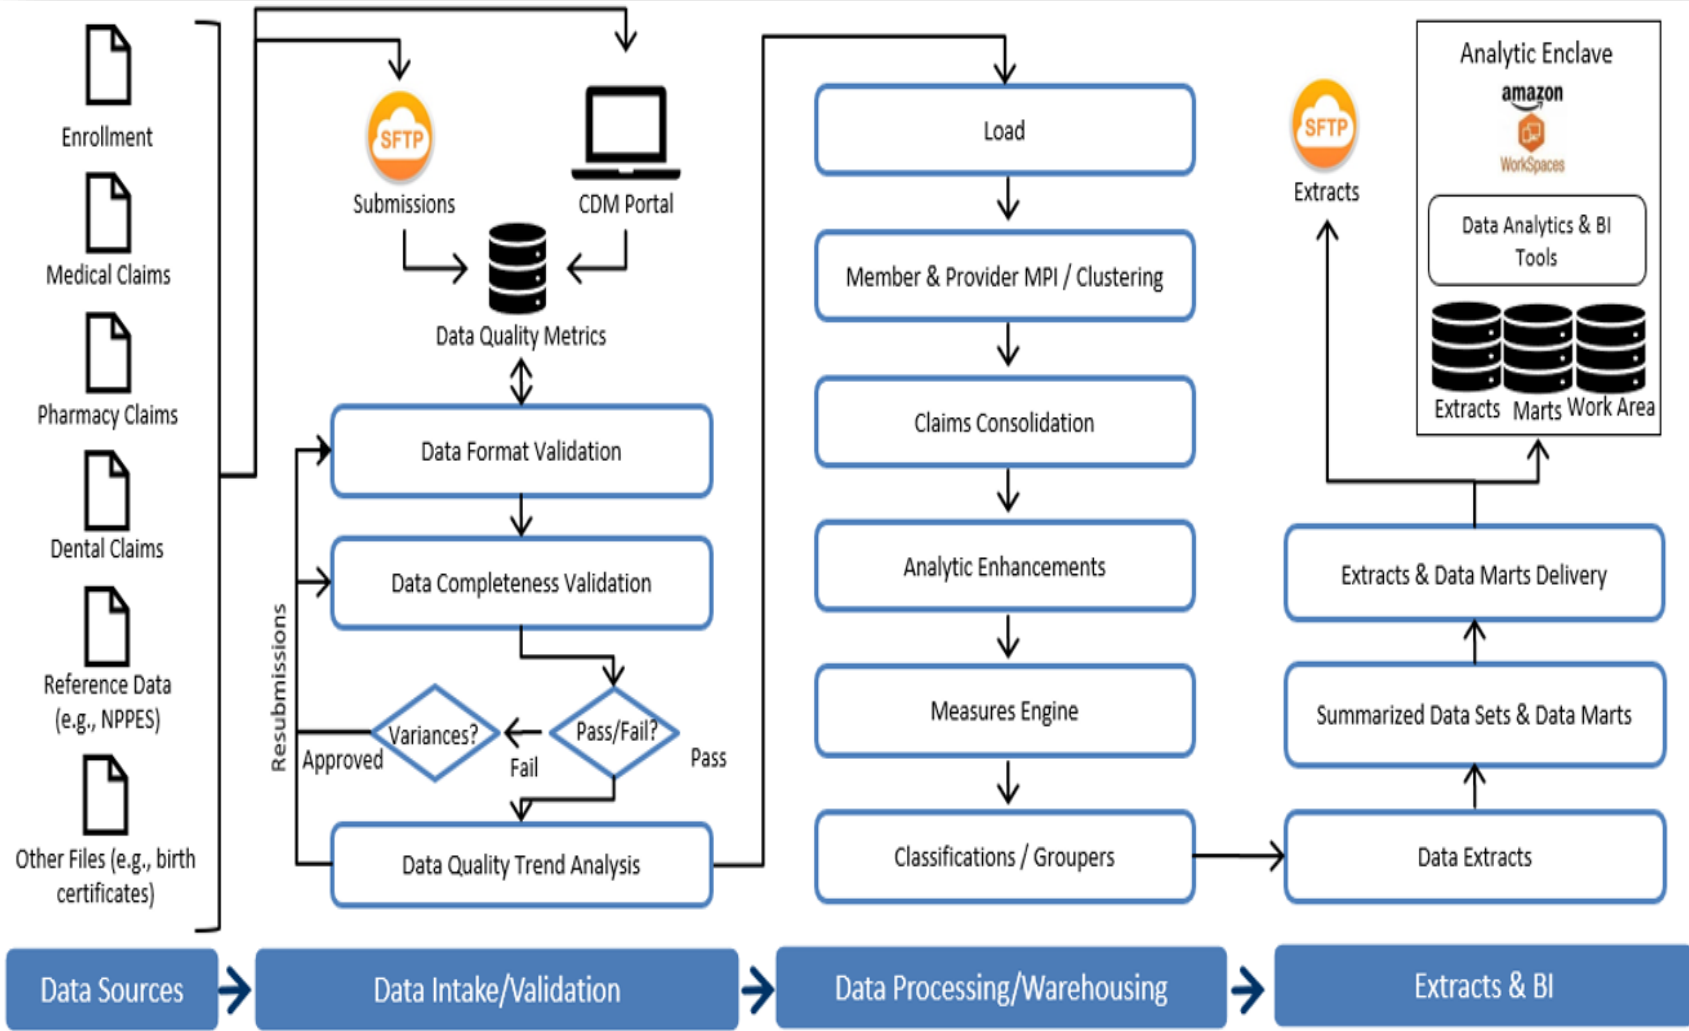 Enrollment
Medical Claims
Pharmacy Claims
Dental Claims
Reference Data
(e.g., NPPES)
Other Files (e.g., birth
certificates)
SFTP
Submissions
CDM Portal
Data Quality Metrics
Data Format Validation
Data Completeness Validation
Resubmissions
Variances?
Pass/Fail?
Approved
Fail
Pass
Data Quality Trend Analysis
Load
Member & Provider MPI / Clustering
Claims Consolidation
Analytic Enhancements
Measures Engine
Classifications / Groupers
SFTP
Extracts
Analytic Enclave
amazon
WorkSpaces
Data Analytics & BI
Tools
Extracts Marts Work Area
Extracts & Data Marts Delivery
Summarized Data Sets & Data Marts
Data Extracts
Data Sources
Data Intake/Validation
Data Processing/Warehousing
Extracts & BI